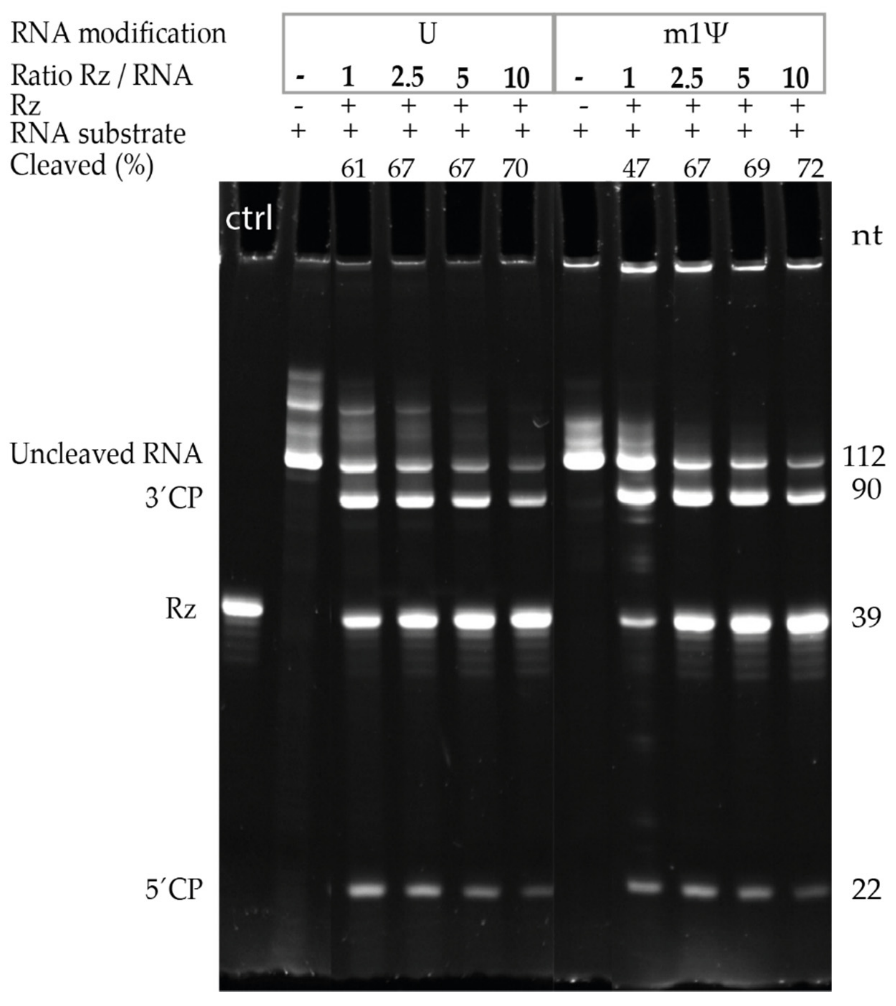 RNA modification U m1Ψ
Ratio Rz / RNA - 1 2.5 5 10 - 1 2.5 5 10
Rz - + + + + - + + + +
RNA substrate + + + + + + + + + +
Cleaved (%) 61 67 67 70 47 67 69 72
ctrl
nt
Uncleaved RNA 112
3´CP 90
Rz 39
5´CP 22